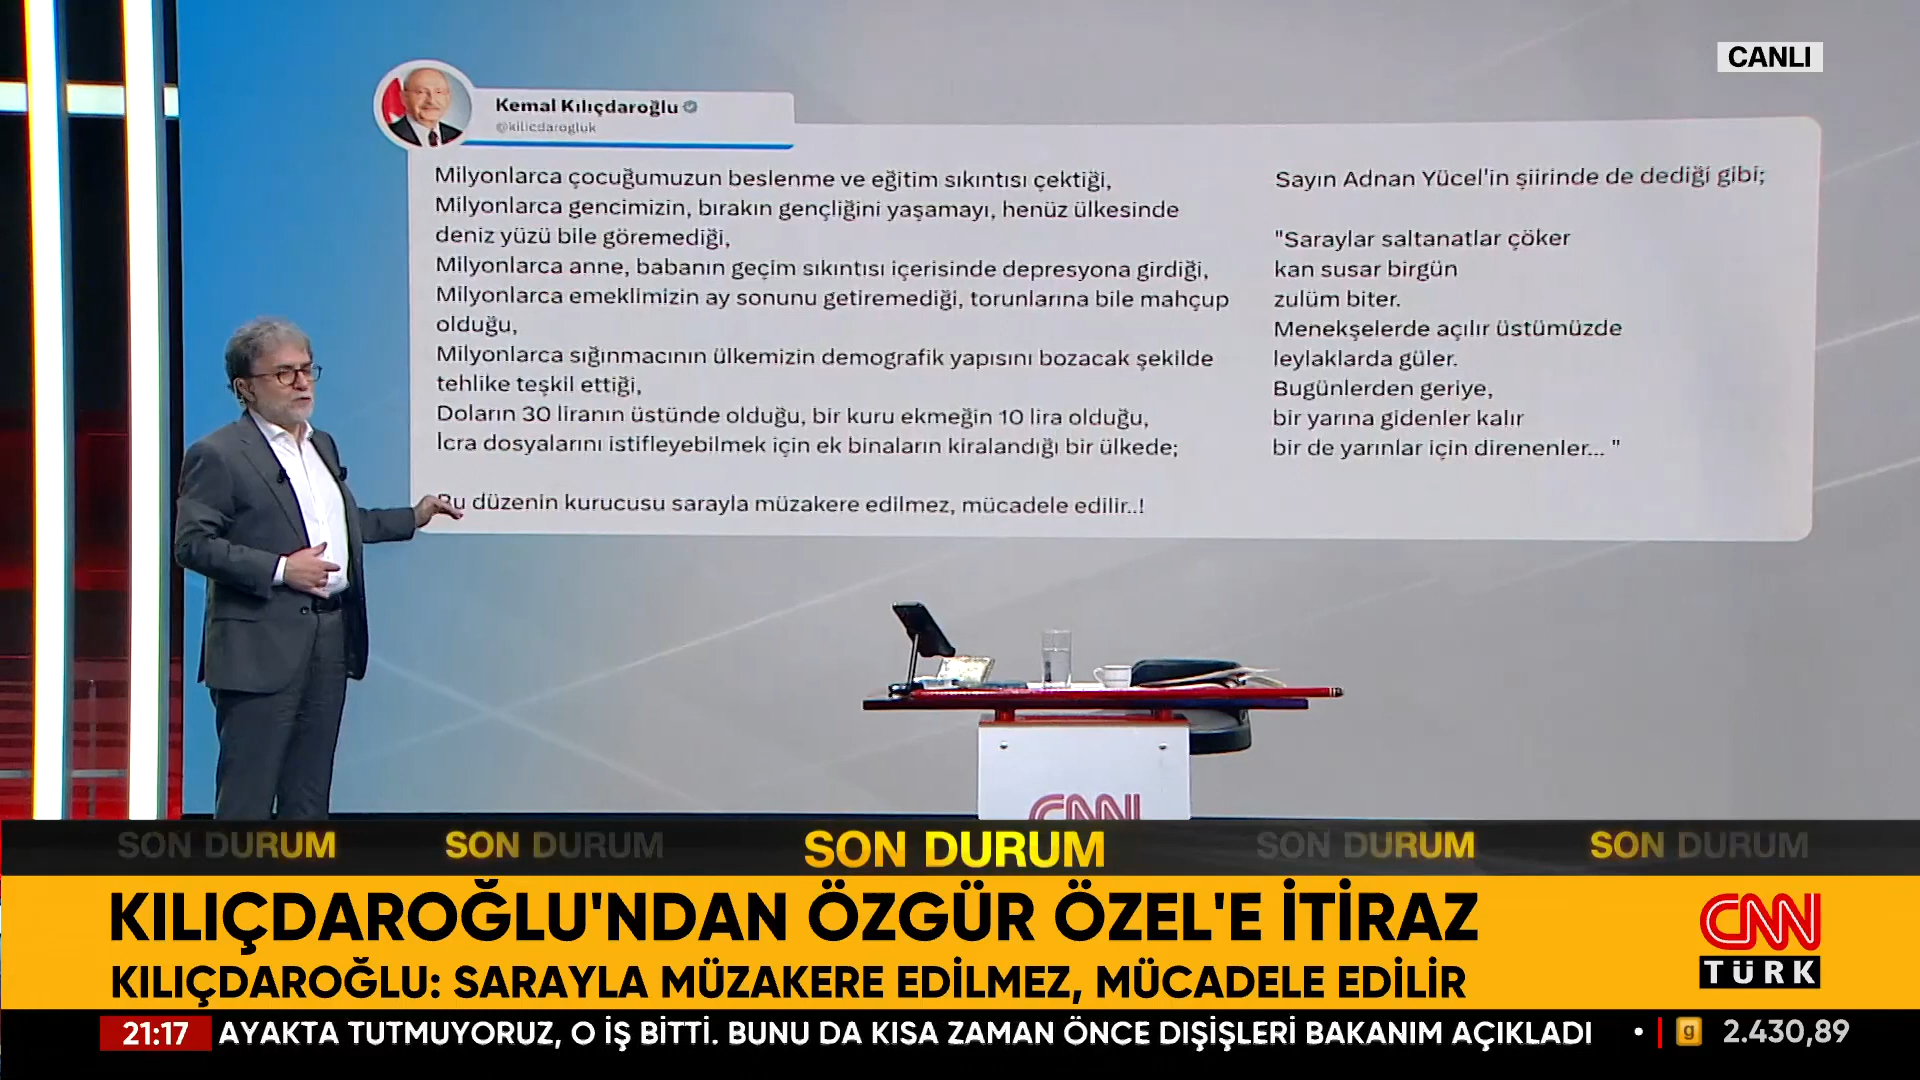 CANLI
Kemal Kılıçdaroğlu
@kilicdarogluk
Milyonlarca çocuğumuzun beslenme ve eğitim sıkıntısı çektiği,
Milyonlarca gencimizin, bırakın gençliğini yaşamayı, henüz ülkesinde
deniz yüzü bile göremediği,
Milyonlarca anne, babanın geçim sıkıntısı içerisinde depresyona girdiği,
Milyonlarca emeklimizin ay sonunu getiremediği, torunlarına bile mahçup
olduğu,
Milyonlarca sığınmacının ülkemizin demografik yapısını bozacak şekilde
tehlike teşkil ettiği,
Doların 30 liranın üstünde olduğu, bir kuru ekmeğin 10 lira olduğu,
İcra dosyalarını istifleyebilmek için ek binaların kiralandığı bir ülkede;
Bu düzenin kurucusu sarayla müzakere edilmez, mücadele edilir..!
Sayın Adnan Yücel'in şiirinde de dediği gibi;
"Saraylar saltanatlar çöker
kan susar birgün
zulüm biter.
Menekşelerde açılır üstümüzde
leylaklarda güler.
Bugünlerden geriye,
bir yarına gidenler kalır
bir de yarınlar için direnenler... "
CNN
SON DURUM SON DURUM SON DURUM SON DURUM SON DURUM
KILIÇDAROĞLU'NDAN ÖZGÜR ÖZEL'E İTİRAZ
KILIÇDAROĞLU: SARAYLA MÜZAKERE EDİLMEZ, MÜCADELE EDİLİR
CNN
TÜRK
21:17 AYAKTA TUTMUYORUZ, O İŞ BİTTİ. BUNU DA KISA ZAMAN ÖNCE DIŞİŞLERİ BAKANIM AÇIKLADI • g 2.430,89